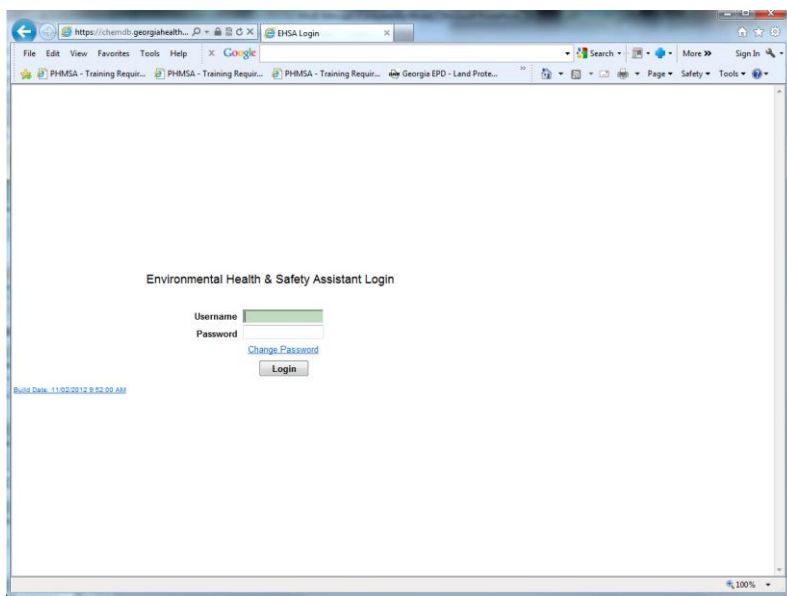 https://chemdb.georgiahealth... EHSA Login
File Edit View Favorites Tools Help x Google Search More >> Sign In
PHMSA - Training Requir... PHMSA - Training Requir... PHMSA - Training Requir... Georgia EPD - Land Prote... >> Page Safety Tools
Environmental Health & Safety Assistant Login
Username
Password
Change Password
Login
Build Date: 11/02/2012 9:52:00 AM
100%